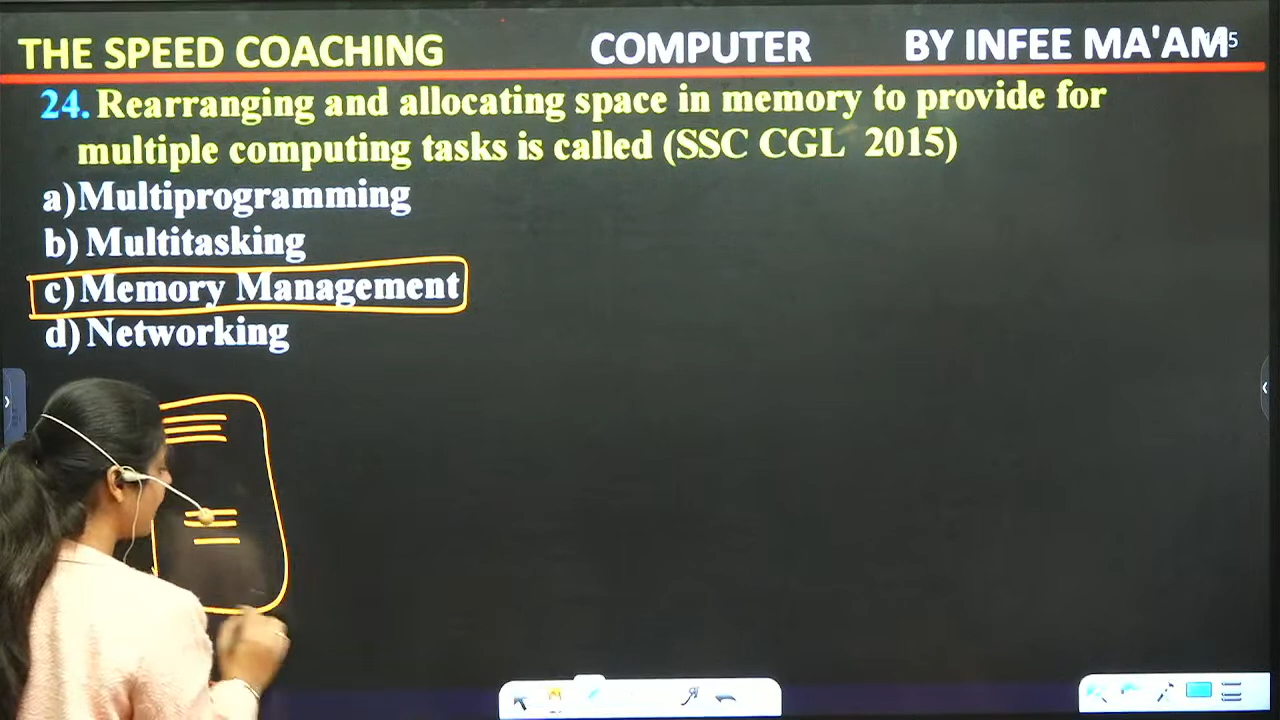 THE SPEED COACHING COMPUTER BY INFEE MA'AM
24. Rearranging and allocating space in memory to provide for
multiple computing tasks is called (SSC CGL 2015)
a) Multiprogramming
b) Multitasking
c) Memory Management
d) Networking